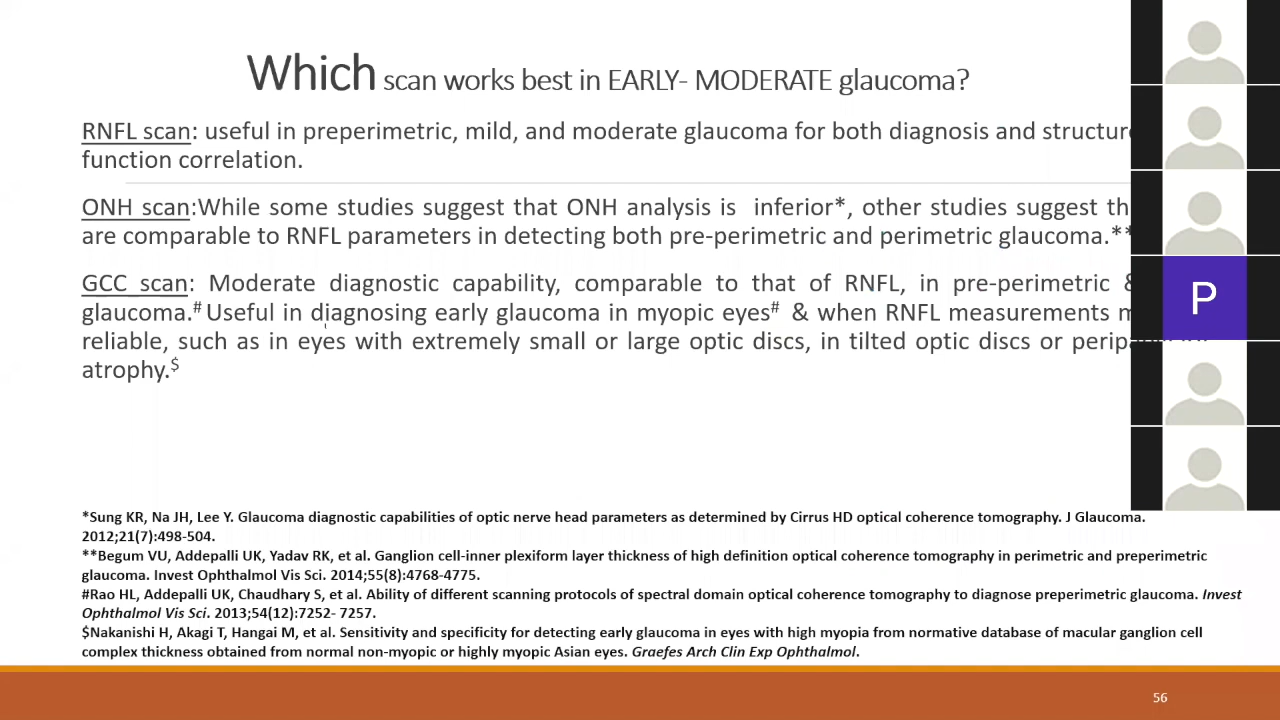 Which scan works best in EARLY- MODERATE glaucoma?
RNFL scan: useful in preperimetric, mild, and moderate glaucoma for both diagnosis and
function correlation.
ONH scan:While some studies suggest that ONH analysis is inferior*, other studies suggest
are comparable to RNFL parameters in detecting both pre-perimetric and perimetric glaucoma.**
GCC scan: Moderate diagnostic capability, comparable to that of RNFL, in pre-perimetric &
glaucoma.# Useful in diagnosing early glaucoma in myopic eyes# & when RNFL measurements
reliable, such as in eyes with extremely small or large optic discs, in tilted optic discs or
atrophy.$
P
*Sung KR, Na JH, Lee Y. Glaucoma diagnostic capabilities of optic nerve head parameters as determined by Cirrus HD optical coherence tomography. J Glaucoma.
2012;21(7):498-504.
**Begum VU, Addepalli UK, Yadav RK, et al. Ganglion cell-inner plexiform layer thickness of high definition optical coherence tomography in perimetric and preperimetric
glaucoma. Invest Ophthalmol Vis Sci. 2014;55(8):4768-4775.
#Rao HL, Addepalli UK, Chaudhary S, et al. Ability of different scanning protocols of spectral domain optical coherence tomography to diagnose preperimetric glaucoma. Invest
Ophthalmol Vis Sci. 2013;54(12):7252- 7257.
$Nakanishi H, Akagi T, Hangai M, et al. Sensitivity and specificity for detecting early glaucoma in eyes with high myopia from normative database of macular ganglion cell
complex thickness obtained from normal non-myopic or highly myopic Asian eyes. Graefes Arch Clin Exp Ophthalmol.
56